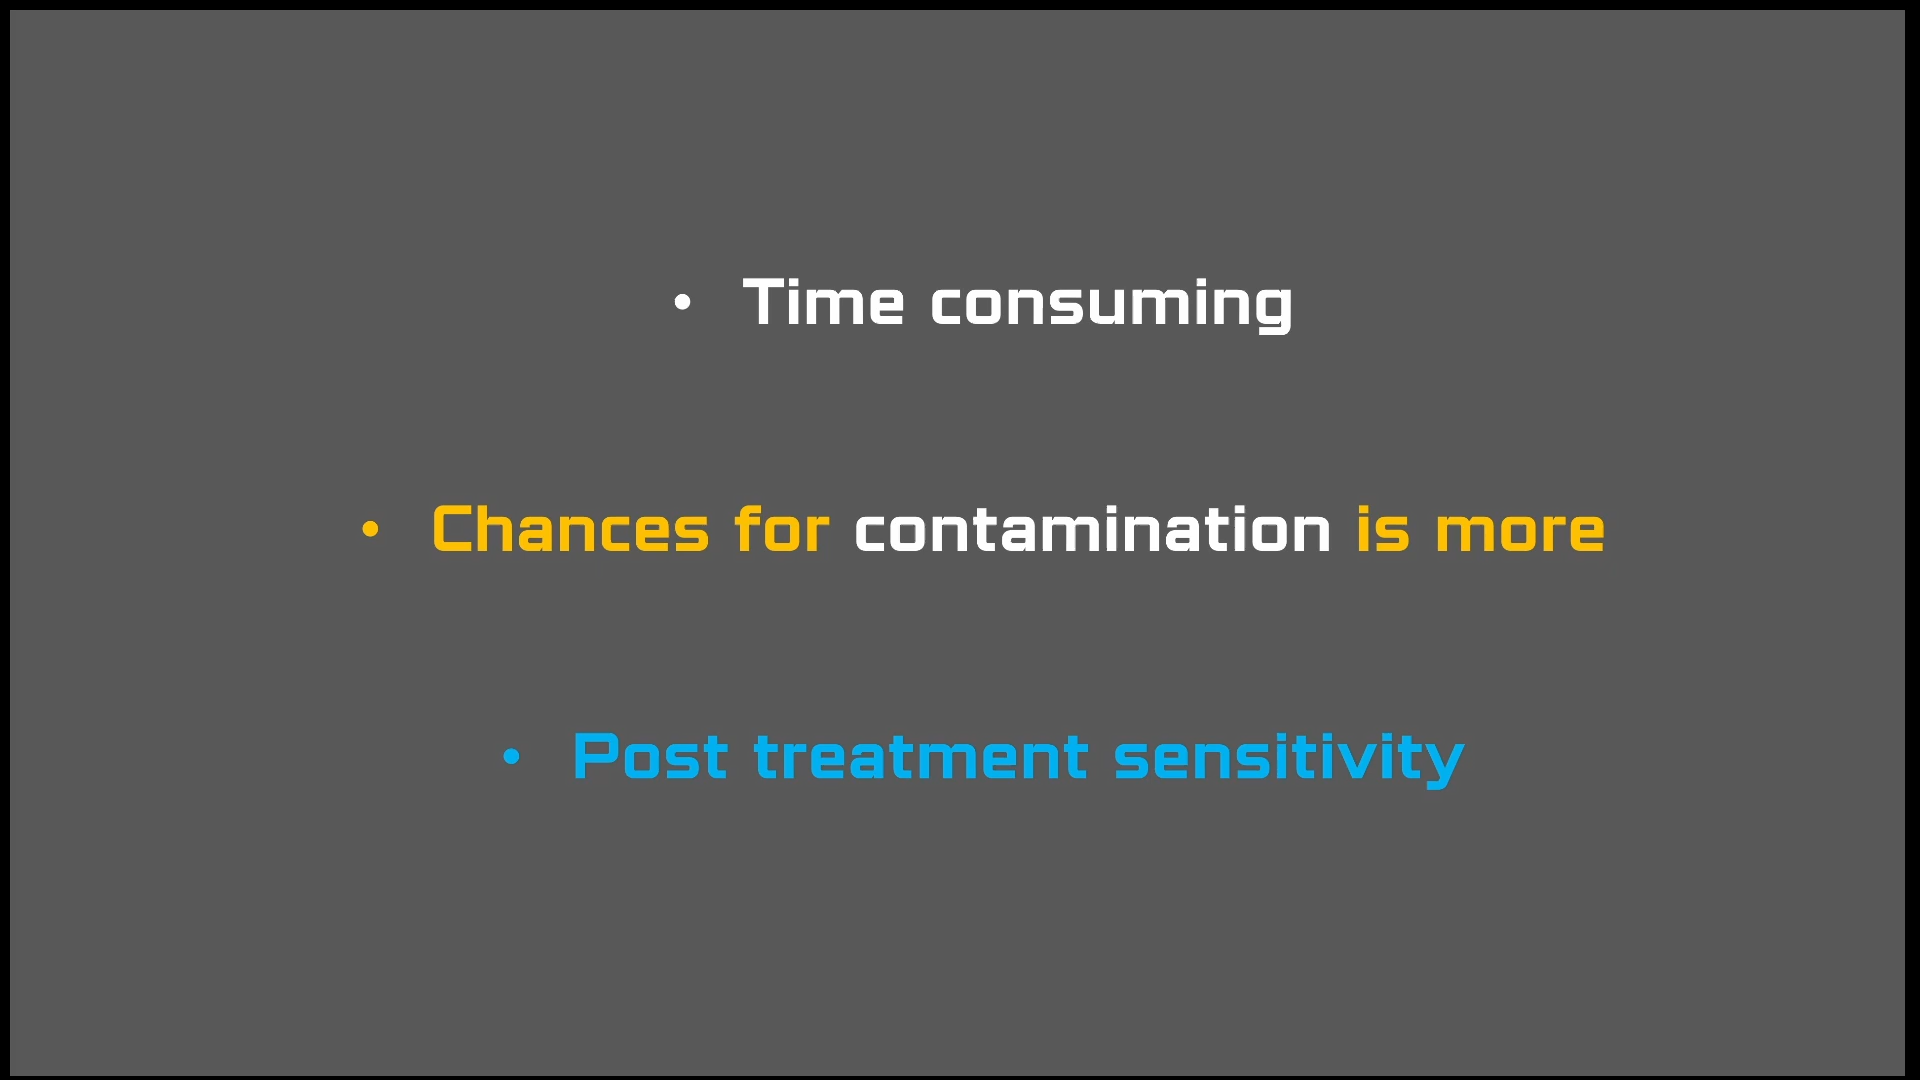 • Time consuming
• Chances for contamination is more
• Post treatment sensitivity